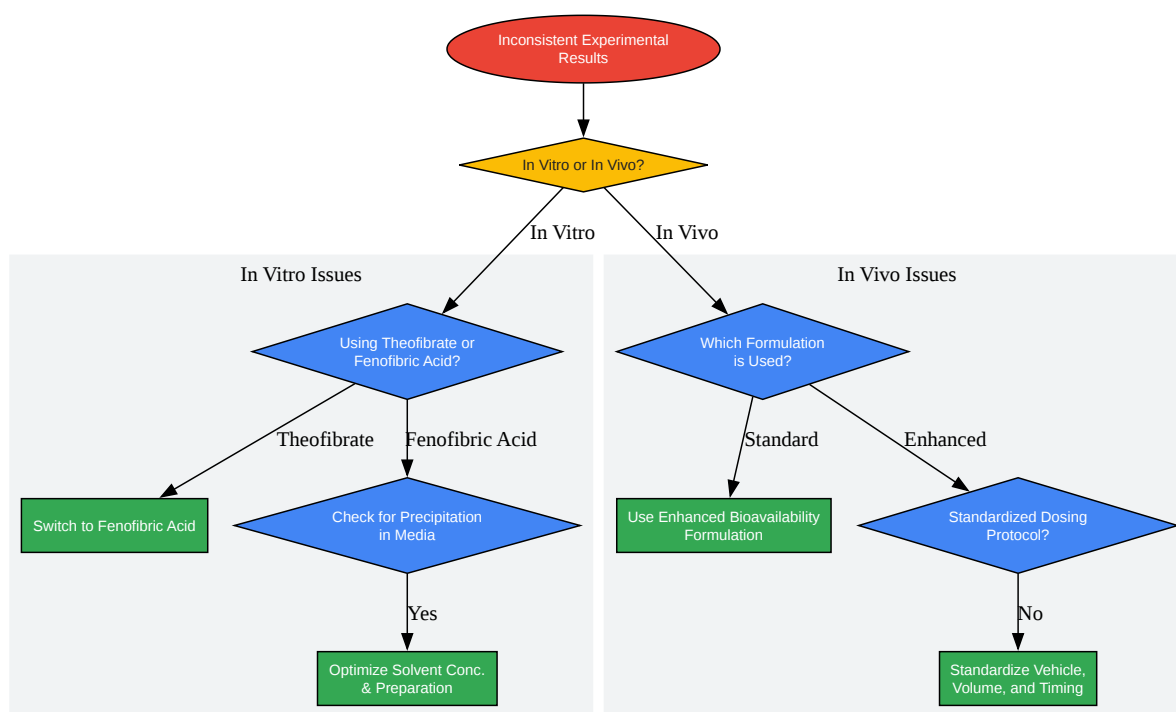 Inconsistent Experimental
Results
In Vitro or In Vivo?
In Vitro
In Vivo
In Vitro Issues
In Vivo Issues
Using Theofibrate or
Fenofibric Acid?
Which Formulation
is Used?
Theofibrate
Fenofibric Acid
Standard
Enhanced
Switch to Fenofibric Acid
Check for Precipitation
in Media
Use Enhanced Bioavailability
Formulation
Standardized Dosing
Protocol?
Yes
No
Optimize Solvent Conc.
& Preparation
Standardize Vehicle,
Volume, and Timing